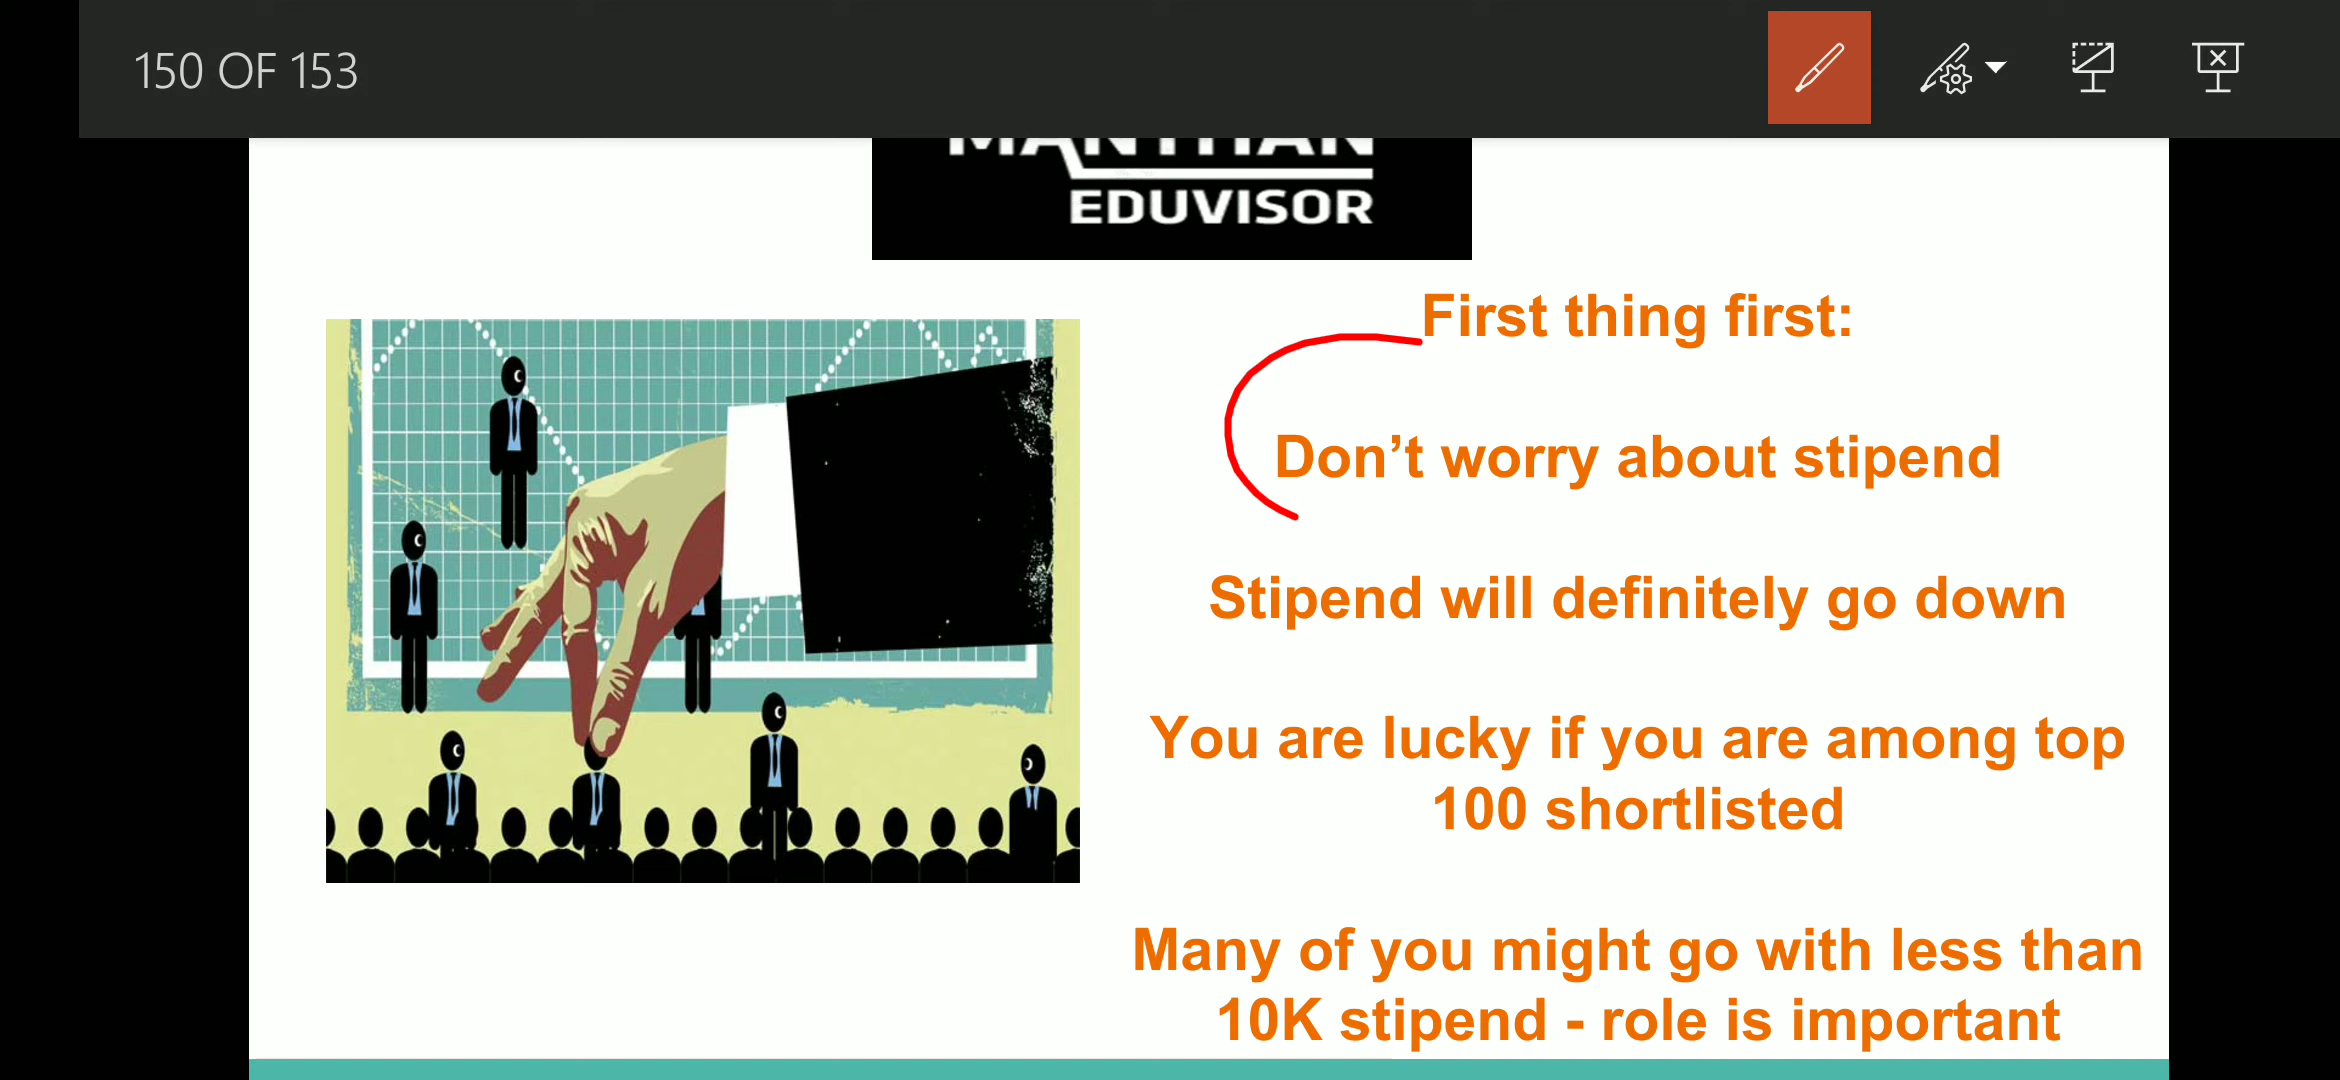 150 OF 153
MANTHAN
EDUVISOR
First thing first:
Don’t worry about stipend
Stipend will definitely go down
You are lucky if you are among top
100 shortlisted
Many of you might go with less than
10K stipend - role is important